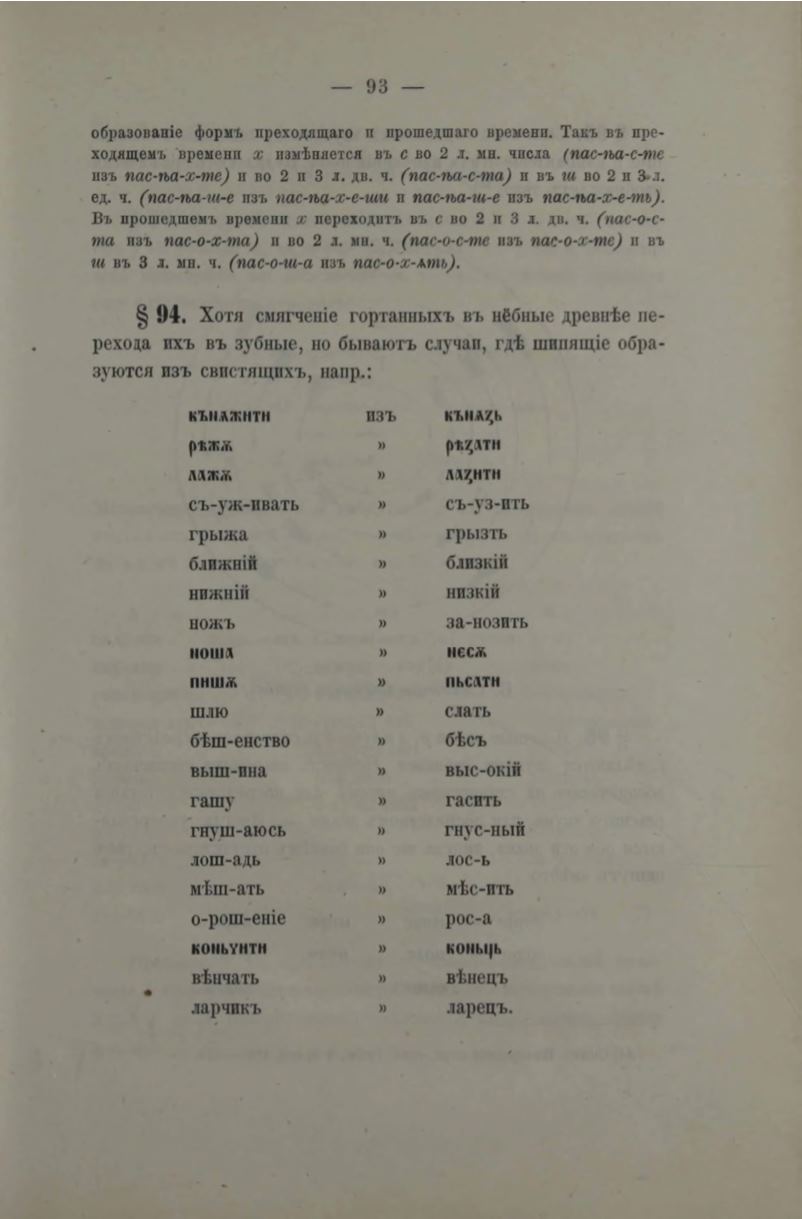 — 93 —
образованіе формъ преходящаго и прошедшаго времени. Такъ въ пре-
ходящемъ времени х измѣняется въ с во 2 л. мн. числа (пас-ѣа-с-те
изъ пас-ѣа-х-те) и во 2 и 3 л. дв. ч. (пас-ѣа-с-та) и въ ш во 2 и 3 л.
ед. ч. (пас-ѣа-ш-е изъ пас-ѣа-х-е-ши и пас-ѣа-ш-е изъ пас-ѣа-х-е-ть).
Въ прошедшемъ времени х переходитъ въ с во 2 и 3 л. дв. ч. (пас-о-с-
та изъ пас-о-х-та) и во 2 л. мн. ч. (пас-о-с-те изъ пас-о-х-те) и въ
ш въ 3 л. мн. ч. (пас-о-ш-а изъ пас-о-х-ѧть).
§ 94. Хотя смягченіе гортанныхъ въ нёбные древнѣе пе-
рехода ихъ въ зубные, но бываютъ случаи, гдѣ шипящіе обра-
зуются изъ свистящихъ, напр.:
кънѧжити изъ кънѧꙁь
рѣжѫ » рѣꙁати
лажѫ » лаꙁити
съ-уж-ивать » съ-уз-ить
грыжа » грызть
ближній » близкій
нижній » низкій
ножъ » за-нозить
ноша » несѫ
пишѫ » пьсати
шлю » слать
бѣш-енство » бѣсъ
выш-ина » выс-окій
гашу » гасить
гнуш-аюсь » гнус-ный
лош-адь » лос-ь
мѣш-ать » мѣс-ить
о-рош-еніе » рос-а
коньчити » коньць
вѣнчать » вѣнецъ
ларчикъ » ларецъ.